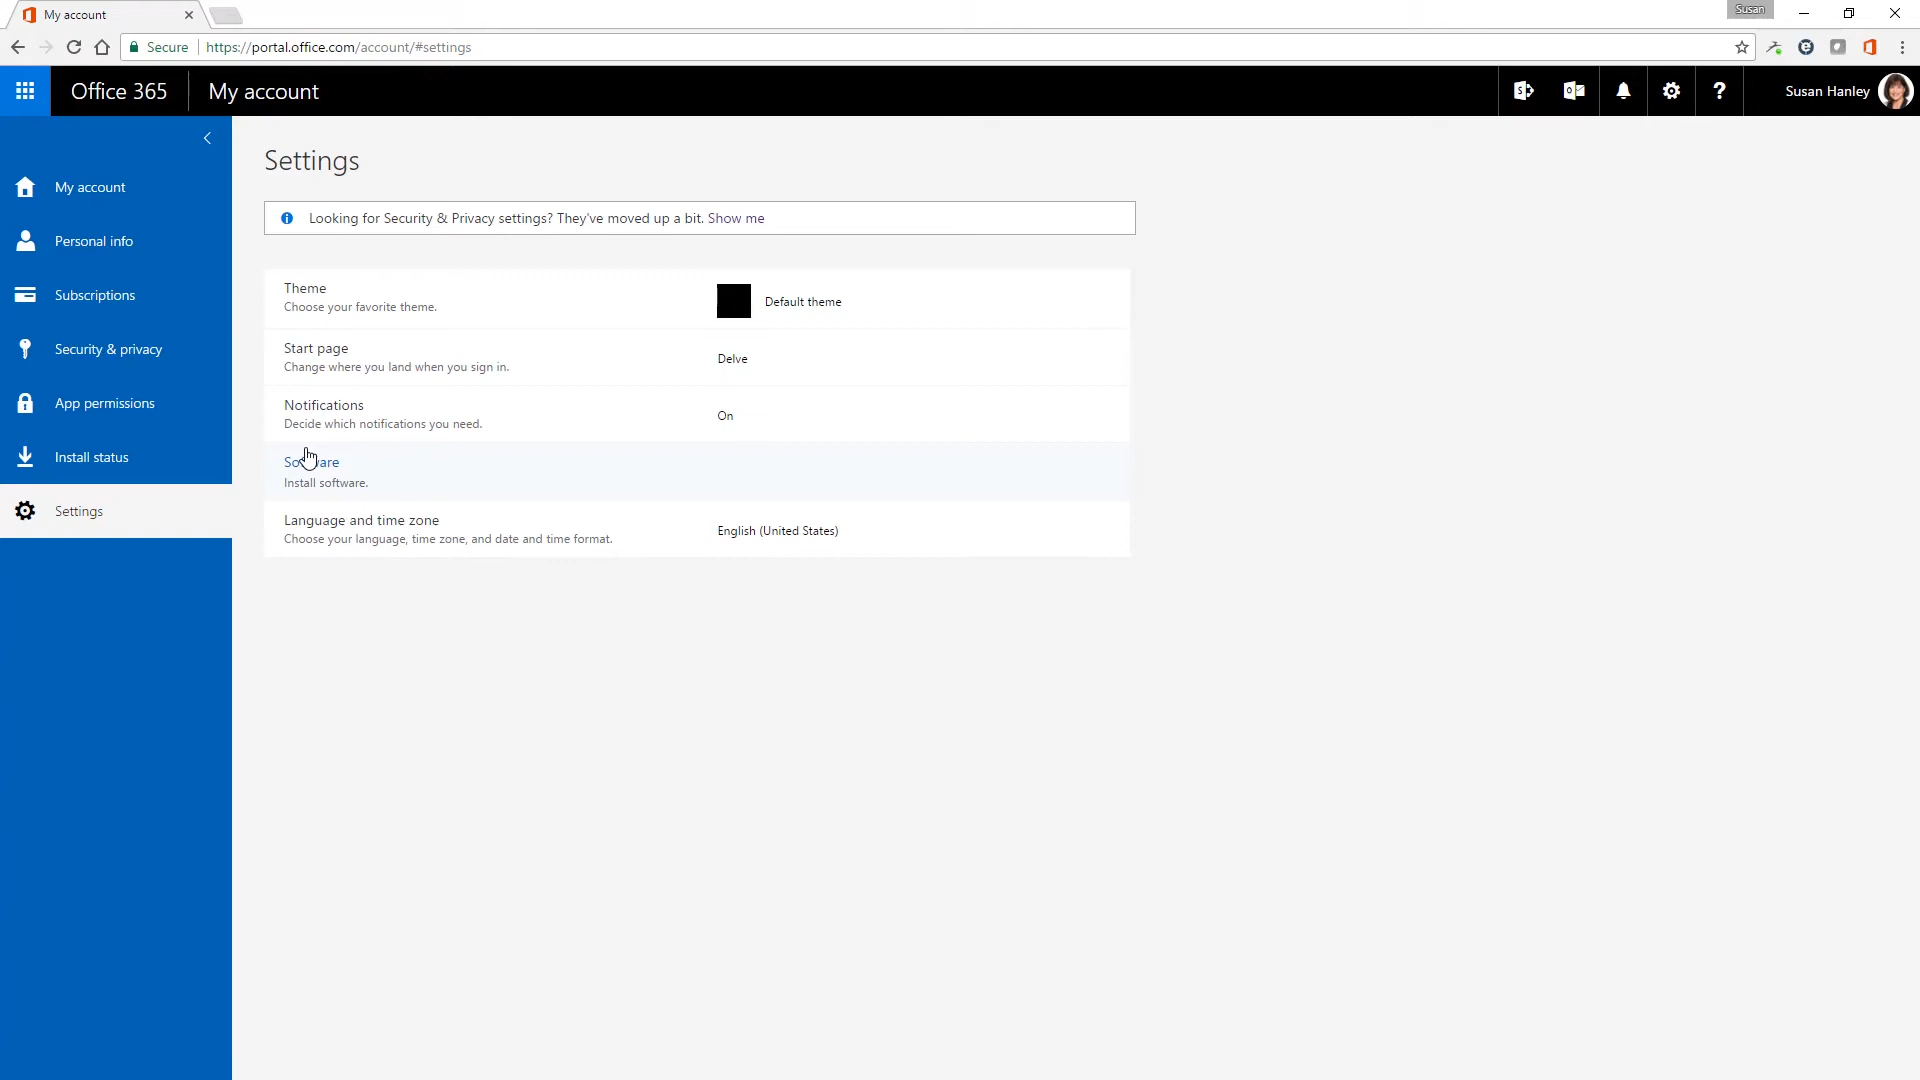 My account
Susan
Secure
https://portal.office.com/account/#settings
Office 365
My account
Susan Hanley
My account
Personal info
Subscriptions
Security & privacy
App permissions
Install status
Settings
Settings
Looking for Security & Privacy settings? They've moved up a bit. Show me
Theme
Choose your favorite theme.
Default theme
Start page
Change where you land when you sign in.
Delve
Notifications
Decide which notifications you need.
On
Software
Install software.
Language and time zone
Choose your language, time zone, and date and time format.
English (United States)